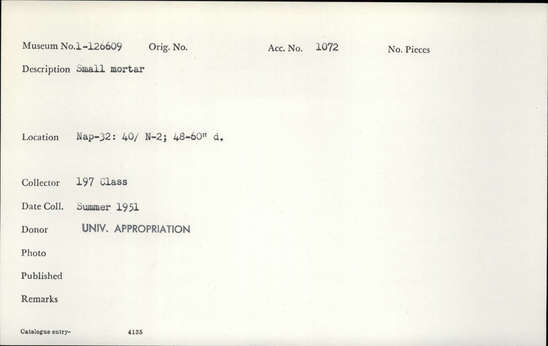 Museum No.1-126609 Orig. No. Acc. No. 1072 No. Pieces
Description Small mortar
Location Nap-32: 40/ N-2; 48-60" d.
Collector 197 Class
Date Coll. Summer 1951
Donor UNIV. APPROPRIATION
Photo
Published
Remarks
Catalogue entry- 4135